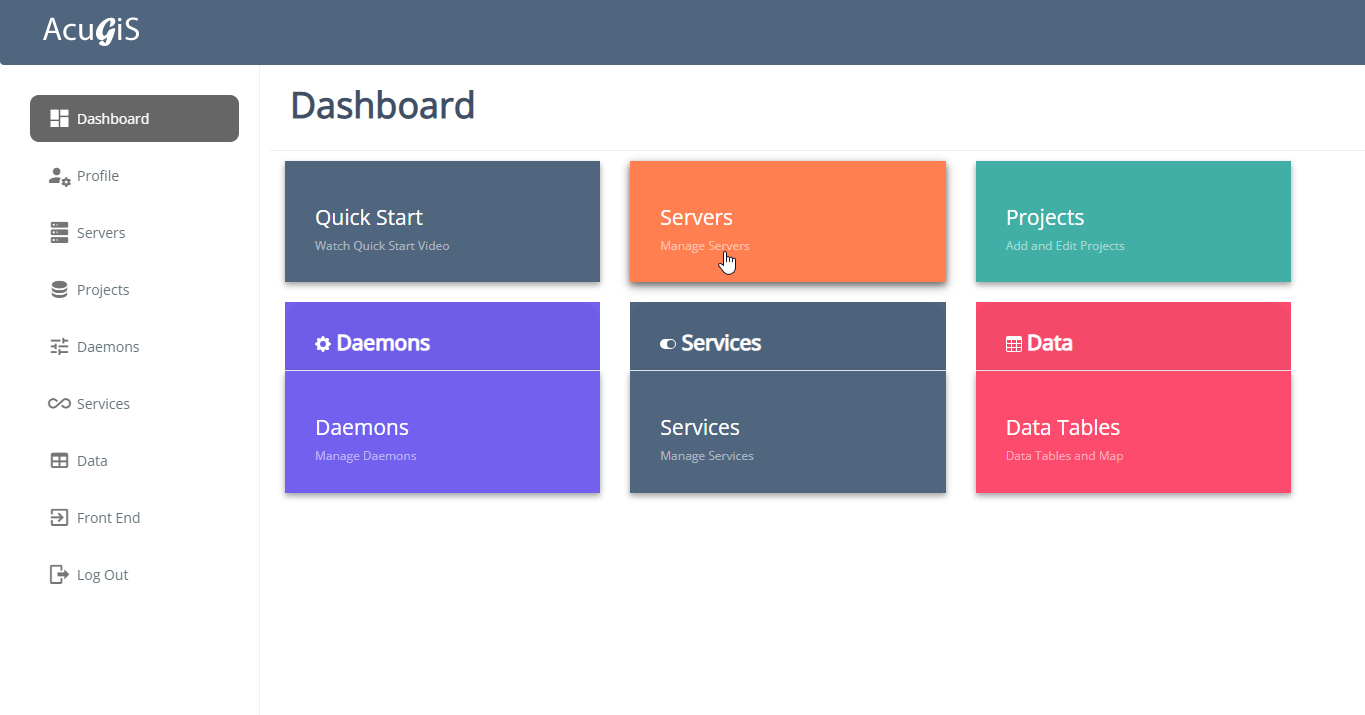 AcuGiS
Dashboard
Profile
Servers
Projects
Daemons
Services
Data
Front End
Log Out
Dashboard
Quick Start
Watch Quick Start Video
Servers
Manage Servers
Projects
Add and Edit Projects
Daemons
Services
Data
Daemons
Manage Daemons
Services
Manage Services
Data Tables
Data Tables and Map